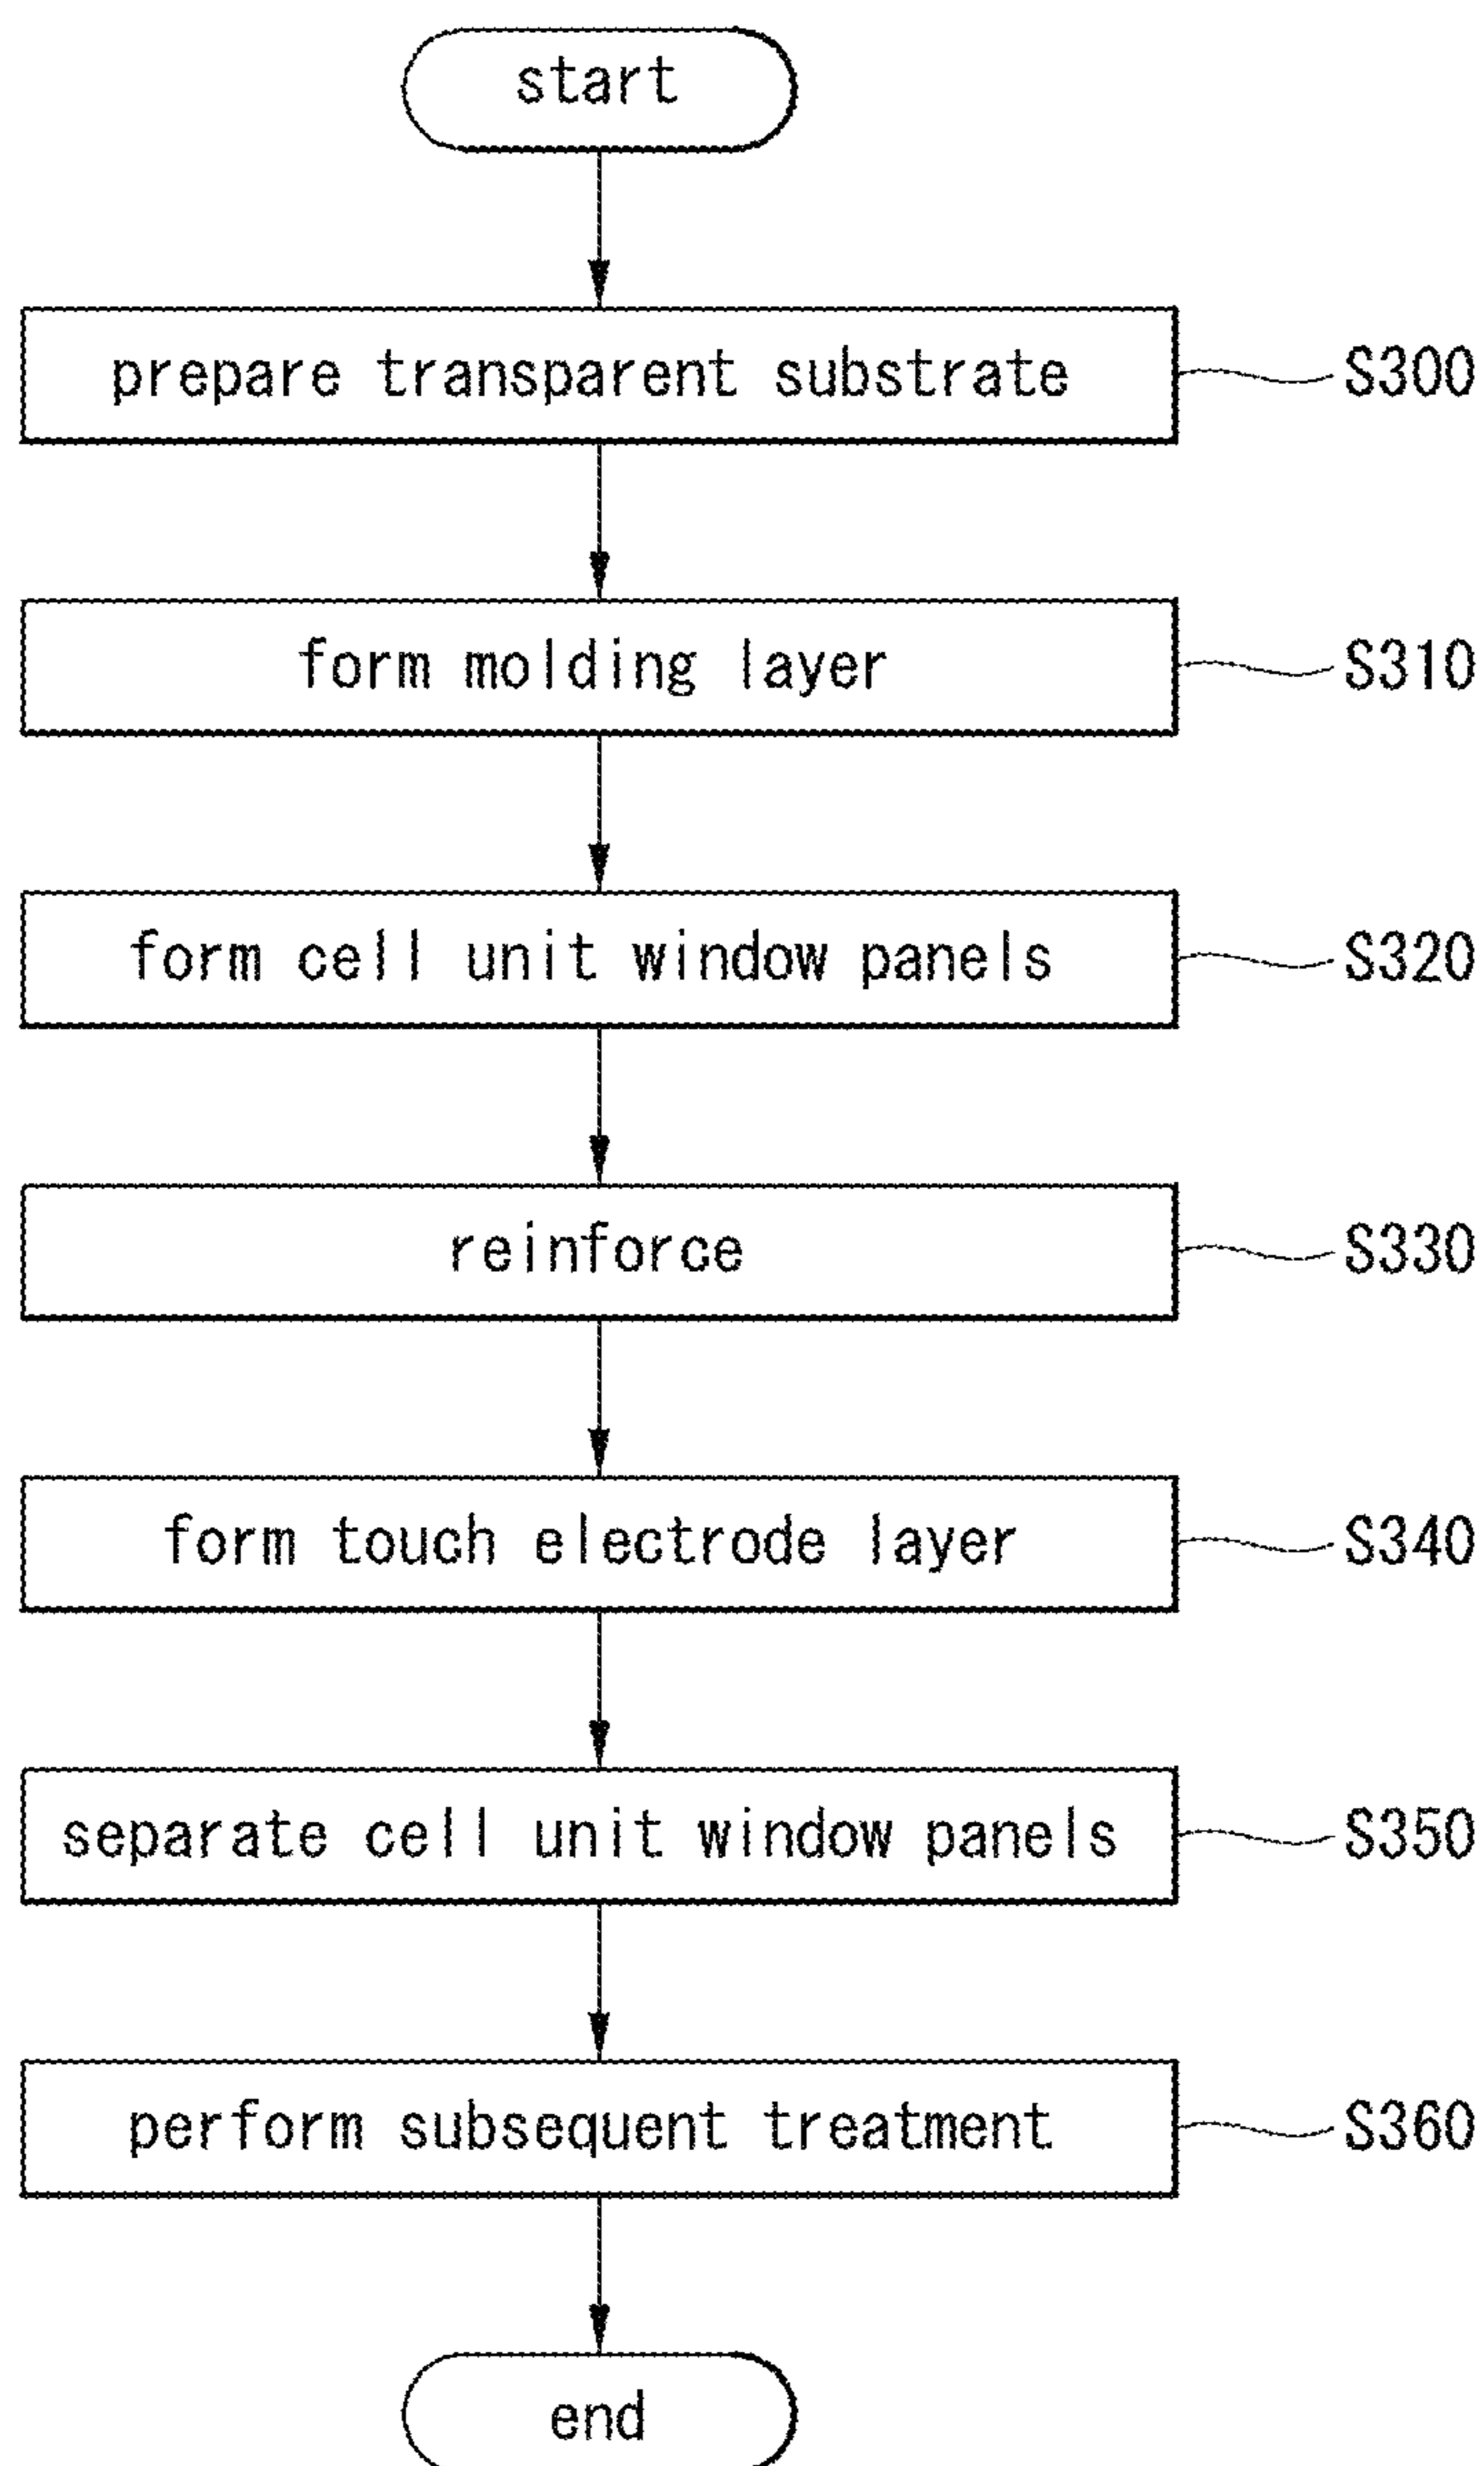 start
prepare transparent substrate S300
form molding layer S310
form cell unit window panels S320
reinforce S330
form touch electrode layer S340
separate cell unit window panels S350
perform subsequent treatment S360
end